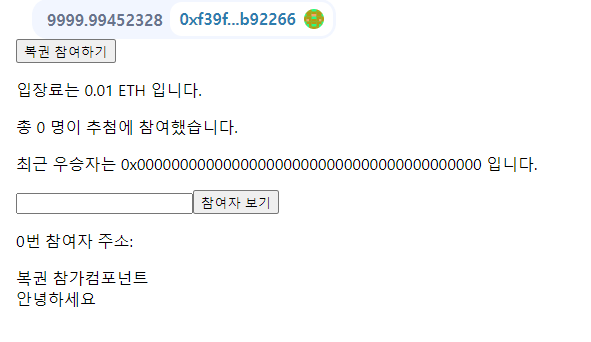 9999.99452328 0xf39f...b92266
복권 참여하기
입장료는 0.01 ETH 입니다.
총 0 명이 추첨에 참여했습니다.
최근 우승자는 0x0000000000000000000000000000000000000000 입니다.
참여자 보기
0번 참여자 주소:
복권 참가컴포넌트
안녕하세요